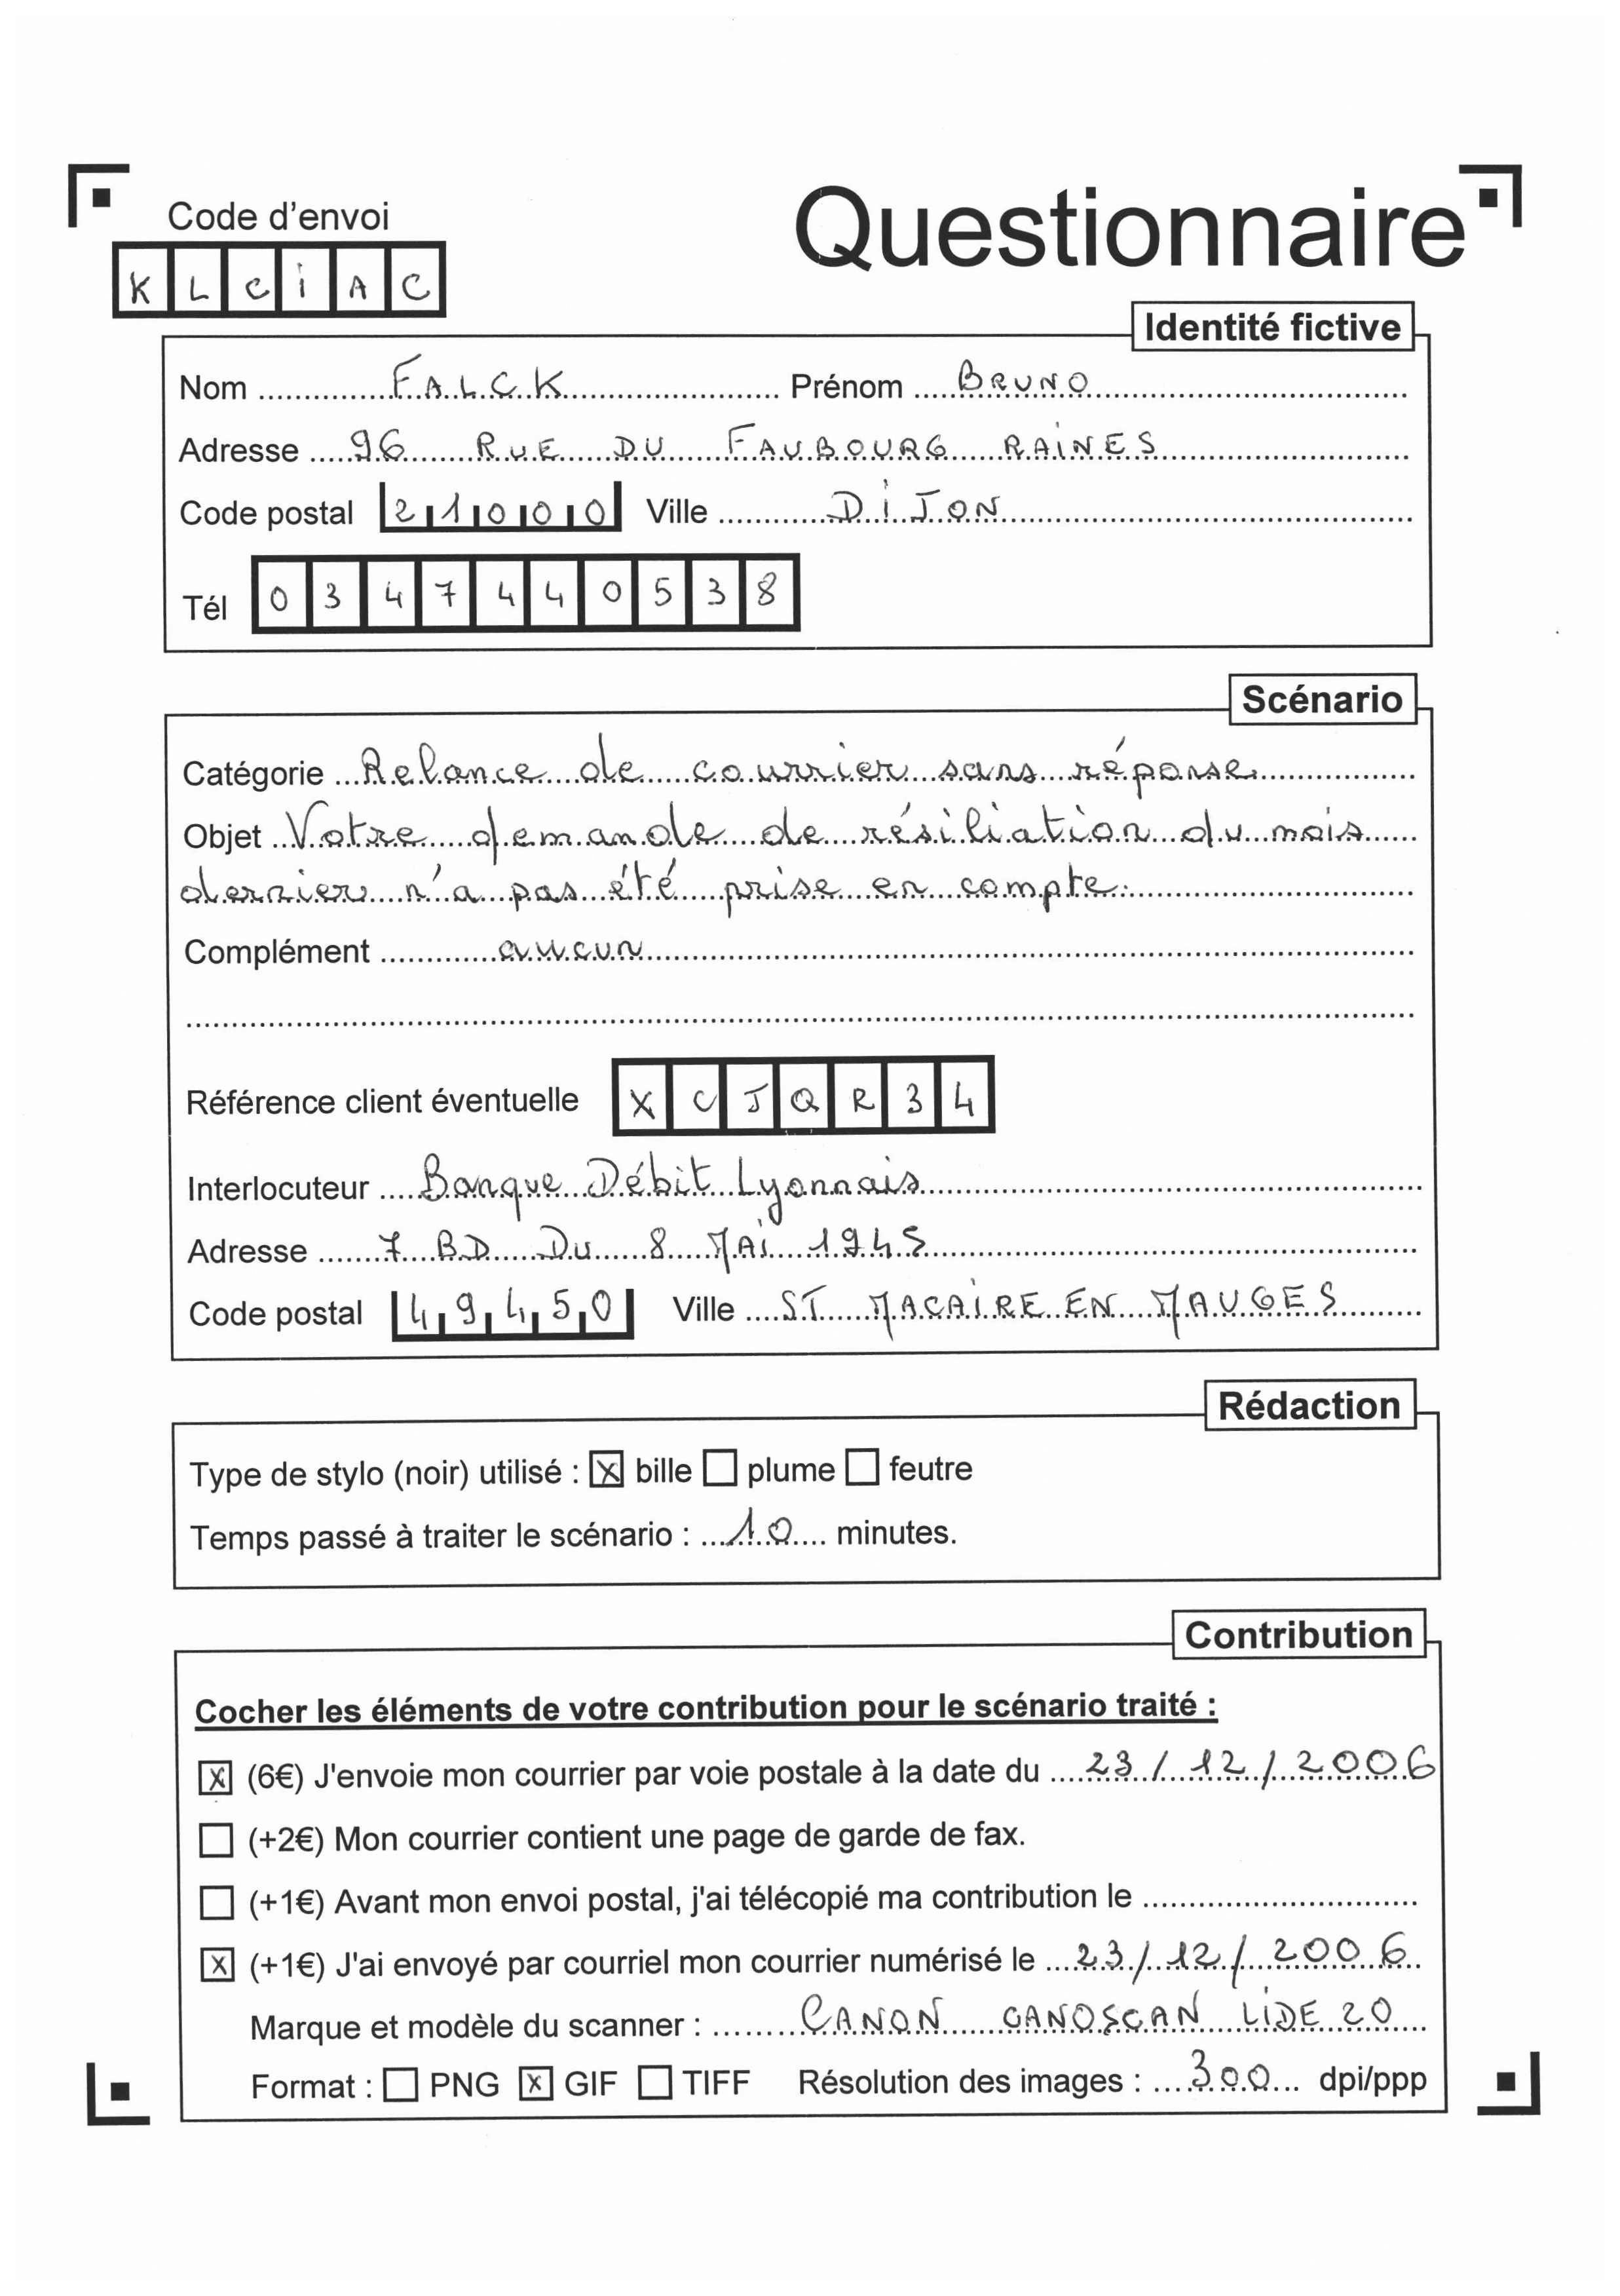 Code d'envoi
Questionnaire
KLCiAC
Identité fictive
Nom FALCK Prénom BRUNO
Adresse 96 RUE DU FAUBOURG RAiNES
Code postal 21000 Ville DiJON
Tél 0347440538
Scénario
Catégorie Relance de courrier sans réponse
Objet Votre demande de résiliation du mois
dernier n'a pas été prise en compte.
Complément aucun
Référence client éventuelle XCJQR34
Interlocuteur Banque Débit Lyonnais
Adresse 7 BD DU 8 MAi 1945
Code postal 49450 Ville ST MACAiRE EN MAUGES
Rédaction
Type de stylo (noir) utilisé : ☒ bille ☐ plume ☐ feutre
Temps passé à traiter le scénario : 10 minutes.
Contribution
Cocher les éléments de votre contribution pour le scénario traité :
☒ (6€) J'envoie mon courrier par voie postale à la date du 23/12/2006
☐ (+2€) Mon courrier contient une page de garde de fax.
☐ (+1€) Avant mon envoi postal, j'ai télécopié ma contribution le
☒ (+1€) J'ai envoyé par courriel mon courrier numérisé le 23/12/2006
Marque et modèle du scanner : CANON CANOSCAN LiDE 20
Format : ☐ PNG ☒ GIF ☐ TIFF Résolution des images : 300 dpi/ppp